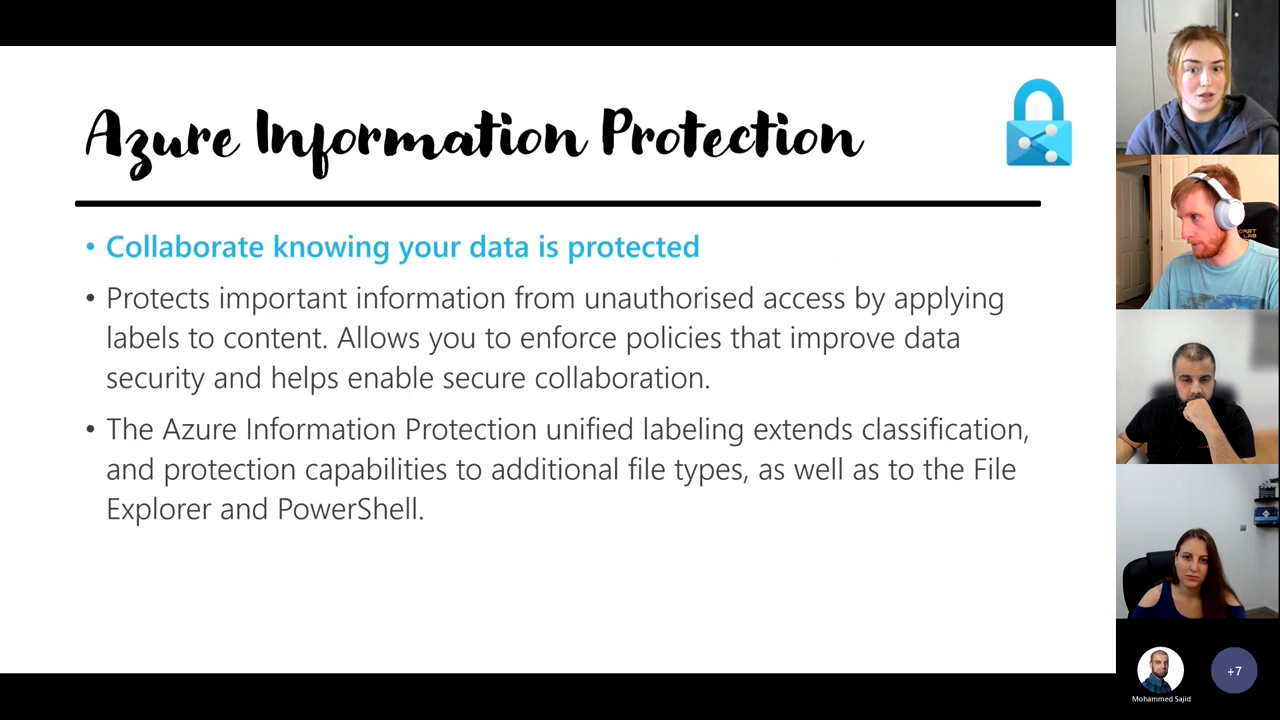 Azure Information Protection
• Collaborate knowing your data is protected
• Protects important information from unauthorised access by applying
labels to content. Allows you to enforce policies that improve data
security and helps enable secure collaboration.
• The Azure Information Protection unified labeling extends classification,
and protection capabilities to additional file types, as well as to the File
Explorer and PowerShell.
Mohammed Sajid
+7